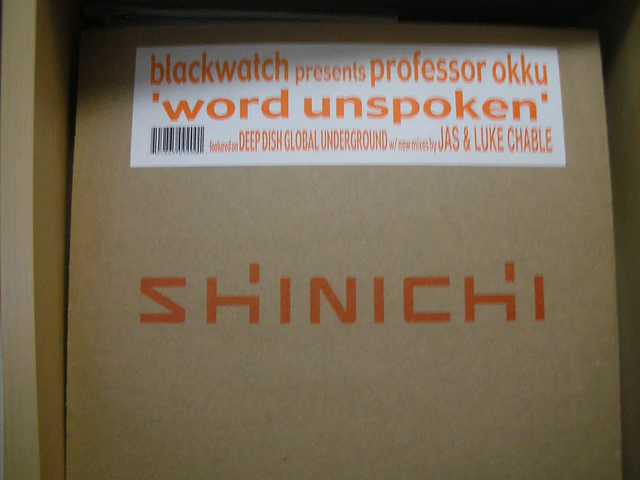 blackwatch presents professor okku
'word unspoken'
featured on DEEP DISH GLOBAL UNDERGROUND w/ new mixes by JAS & LUKE CHABLE
SHINICHI